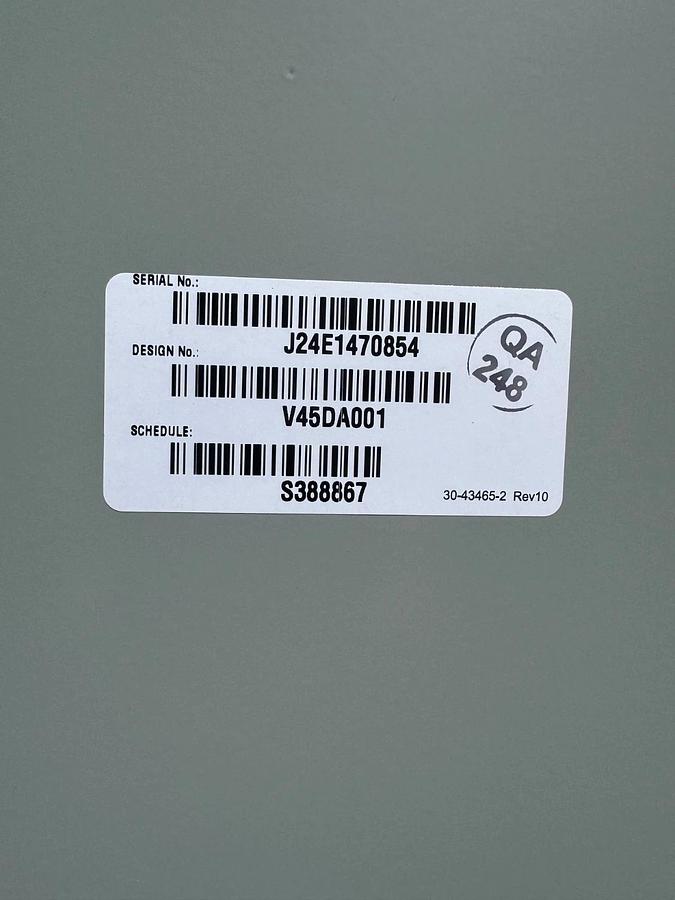 SERIAL No.:
J24E1470854
DESIGN No.:
V45DA001
SCHEDULE:
S388867
QA
248
30-43465-2 Rev10